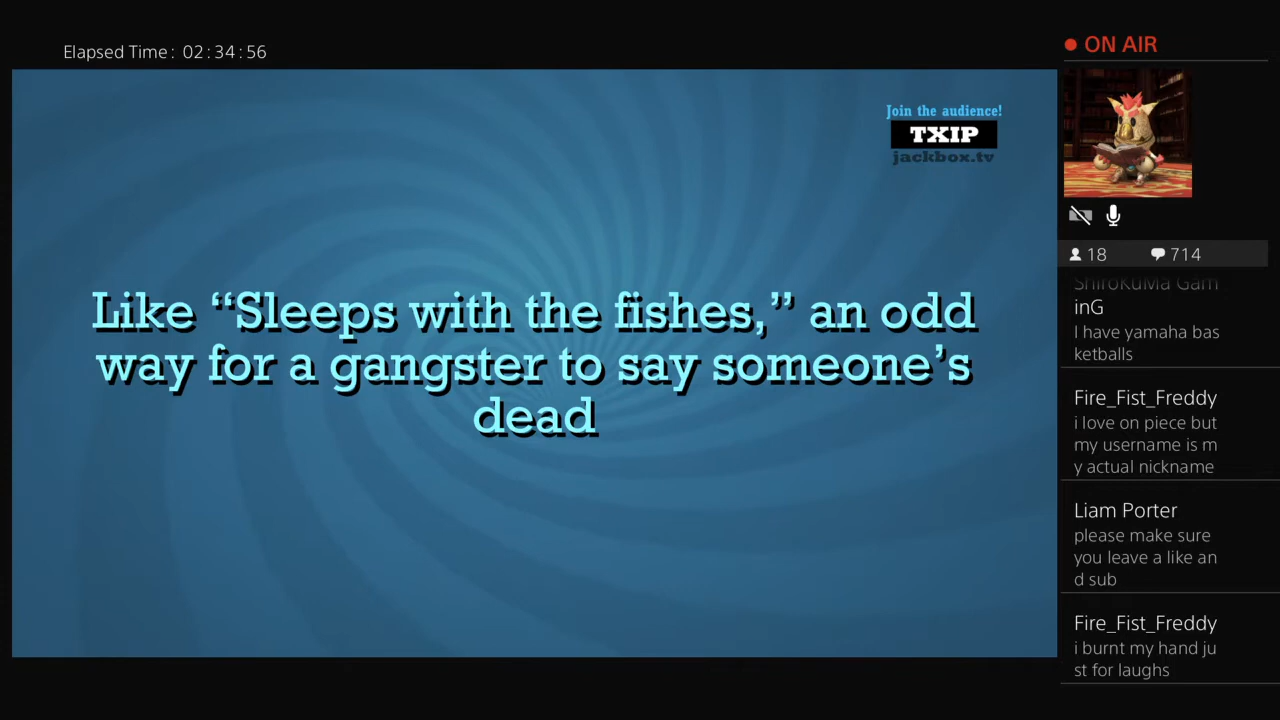 Elapsed Time: 02:34:56
ON AIR
Join the audience!
TXIP
jackbox.tv
Like “Sleeps with the fishes,” an odd
way for a gangster to say someone’s
dead
18 714
ShiroKuMa Gam
inG
I have yamaha bas
ketballs
Fire_Fist_Freddy
i love on piece but
my username is m
y actual nickname
Liam Porter
please make sure
you leave a like an
d sub
Fire_Fist_Freddy
i burnt my hand ju
st for laughs